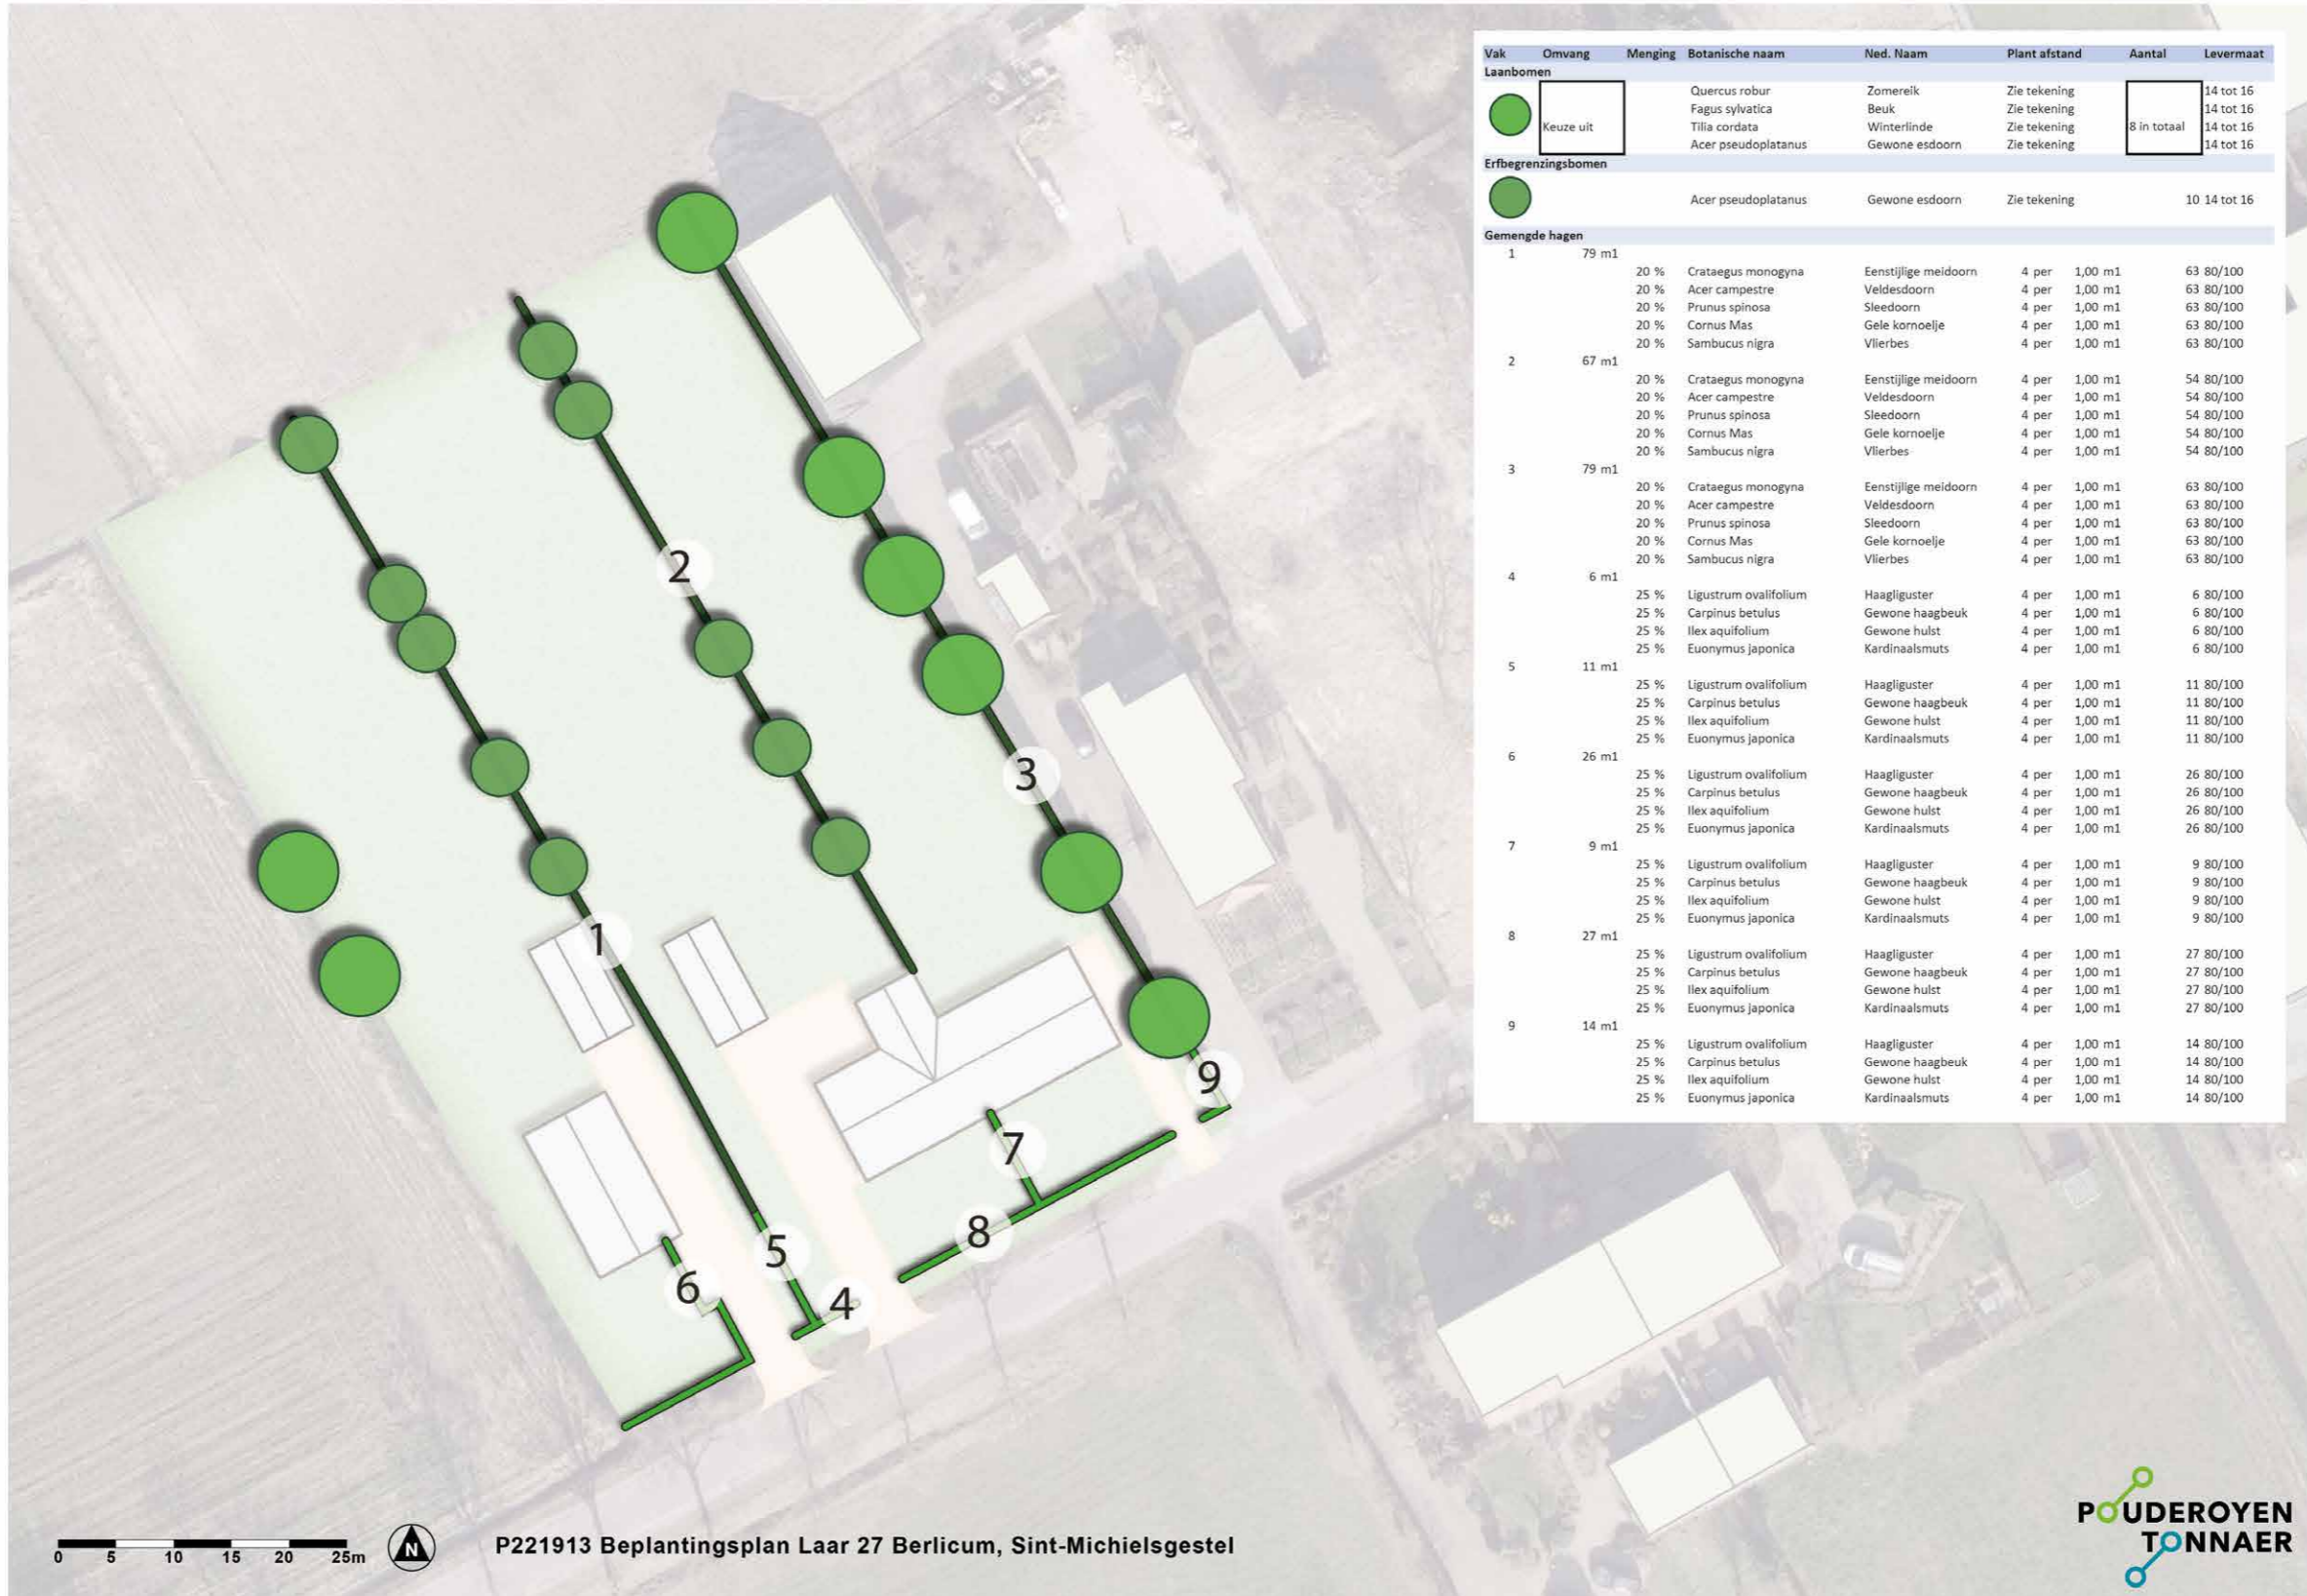 Vak Omvang Menging Botanische naam Ned. Naam Plant afstand Aantal Levermaat
Laanbomen
Quercus robur Zomereik Zie tekening 14 tot 16
Fagus sylvatica Beuk Zie tekening 14 tot 16
Keuze uit Tilia cordata Winterlinde Zie tekening 8 in totaal 14 tot 16
Acer pseudoplatanus Gewone esdoorn Zie tekening 14 tot 16
Erfbegrenzingsbomen
Acer pseudoplatanus Gewone esdoorn Zie tekening 10 14 tot 16
Gemengde hagen
1 79 m1
20 % Crataegus monogyna Eenstijlige meidoorn 4 per 1,00 m1 63 80/100
20 % Acer campestre Veldesdoorn 4 per 1,00 m1 63 80/100
20 % Prunus spinosa Sleedoorn 4 per 1,00 m1 63 80/100
20 % Cornus Mas Gele kornoelje 4 per 1,00 m1 63 80/100
20 % Sambucus nigra Vlierbes 4 per 1,00 m1 63 80/100
2 67 m1
20 % Crataegus monogyna Eenstijlige meidoorn 4 per 1,00 m1 54 80/100
20 % Acer campestre Veldesdoorn 4 per 1,00 m1 54 80/100
20 % Prunus spinosa Sleedoorn 4 per 1,00 m1 54 80/100
20 % Cornus Mas Gele kornoelje 4 per 1,00 m1 54 80/100
20 % Sambucus nigra Vlierbes 4 per 1,00 m1 54 80/100
3 79 m1
20 % Crataegus monogyna Eenstijlige meidoorn 4 per 1,00 m1 63 80/100
20 % Acer campestre Veldesdoorn 4 per 1,00 m1 63 80/100
20 % Prunus spinosa Sleedoorn 4 per 1,00 m1 63 80/100
20 % Cornus Mas Gele kornoelje 4 per 1,00 m1 63 80/100
20 % Sambucus nigra Vlierbes 4 per 1,00 m1 63 80/100
4 6 m1
25 % Ligustrum ovalifolium Haagliguster 4 per 1,00 m1 6 80/100
25 % Carpinus betulus Gewone haagbeuk 4 per 1,00 m1 6 80/100
25 % Ilex aquifolium Gewone hulst 4 per 1,00 m1 6 80/100
25 % Euonymus japonica Kardinaalsmuts 4 per 1,00 m1 6 80/100
5 11 m1
25 % Ligustrum ovalifolium Haagliguster 4 per 1,00 m1 11 80/100
25 % Carpinus betulus Gewone haagbeuk 4 per 1,00 m1 11 80/100
25 % Ilex aquifolium Gewone hulst 4 per 1,00 m1 11 80/100
25 % Euonymus japonica Kardinaalsmuts 4 per 1,00 m1 11 80/100
6 26 m1
25 % Ligustrum ovalifolium Haagliguster 4 per 1,00 m1 26 80/100
25 % Carpinus betulus Gewone haagbeuk 4 per 1,00 m1 26 80/100
25 % Ilex aquifolium Gewone hulst 4 per 1,00 m1 26 80/100
25 % Euonymus japonica Kardinaalsmuts 4 per 1,00 m1 26 80/100
7 9 m1
25 % Ligustrum ovalifolium Haagliguster 4 per 1,00 m1 9 80/100
25 % Carpinus betulus Gewone haagbeuk 4 per 1,00 m1 9 80/100
25 % Ilex aquifolium Gewone hulst 4 per 1,00 m1 9 80/100
25 % Euonymus japonica Kardinaalsmuts 4 per 1,00 m1 9 80/100
8 27 m1
25 % Ligustrum ovalifolium Haagliguster 4 per 1,00 m1 27 80/100
25 % Carpinus betulus Gewone haagbeuk 4 per 1,00 m1 27 80/100
25 % Ilex aquifolium Gewone hulst 4 per 1,00 m1 27 80/100
25 % Euonymus japonica Kardinaalsmuts 4 per 1,00 m1 27 80/100
9 14 m1
25 % Ligustrum ovalifolium Haagliguster 4 per 1,00 m1 14 80/100
25 % Carpinus betulus Gewone haagbeuk 4 per 1,00 m1 14 80/100
25 % Ilex aquifolium Gewone hulst 4 per 1,00 m1 14 80/100
25 % Euonymus japonica Kardinaalsmuts 4 per 1,00 m1 14 80/100
2
3
1
9
7
8
5
6
4
0 5 10 15 20 25m
N
P221913 Beplantingsplan Laar 27 Berlicum, Sint-Michielsgestel
POUDEROYEN
TONNAER